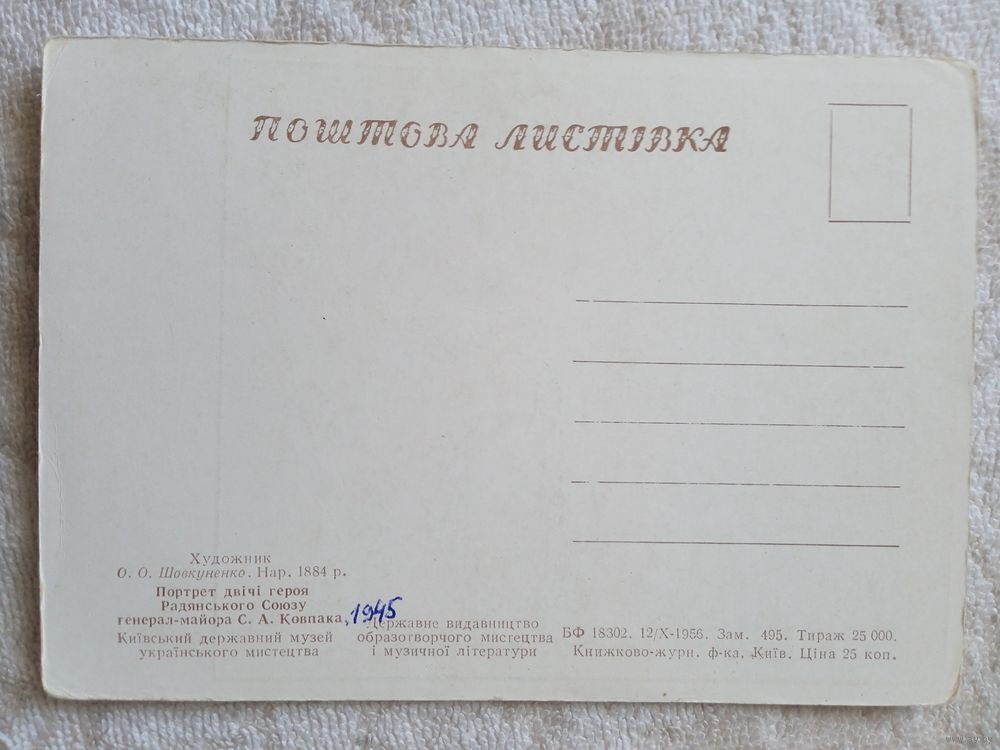 ПОШТОВА ЛИСТІВКА
Художник
О. О. Шовкуненко. Нар. 1884 р.
Портрет двічі героя
Радянського Союзу
генерал-майора С. А. Ковпака, 1945
Київський державний музей
українського мистецтва
Державне видавництво
образотворчого мистецтва
і музичної літератури
БФ 18302. 12/X-1956. Зам. 495. Тираж 25 000.
Книжково-журн. ф-ка, Київ. Ціна 25 коп.